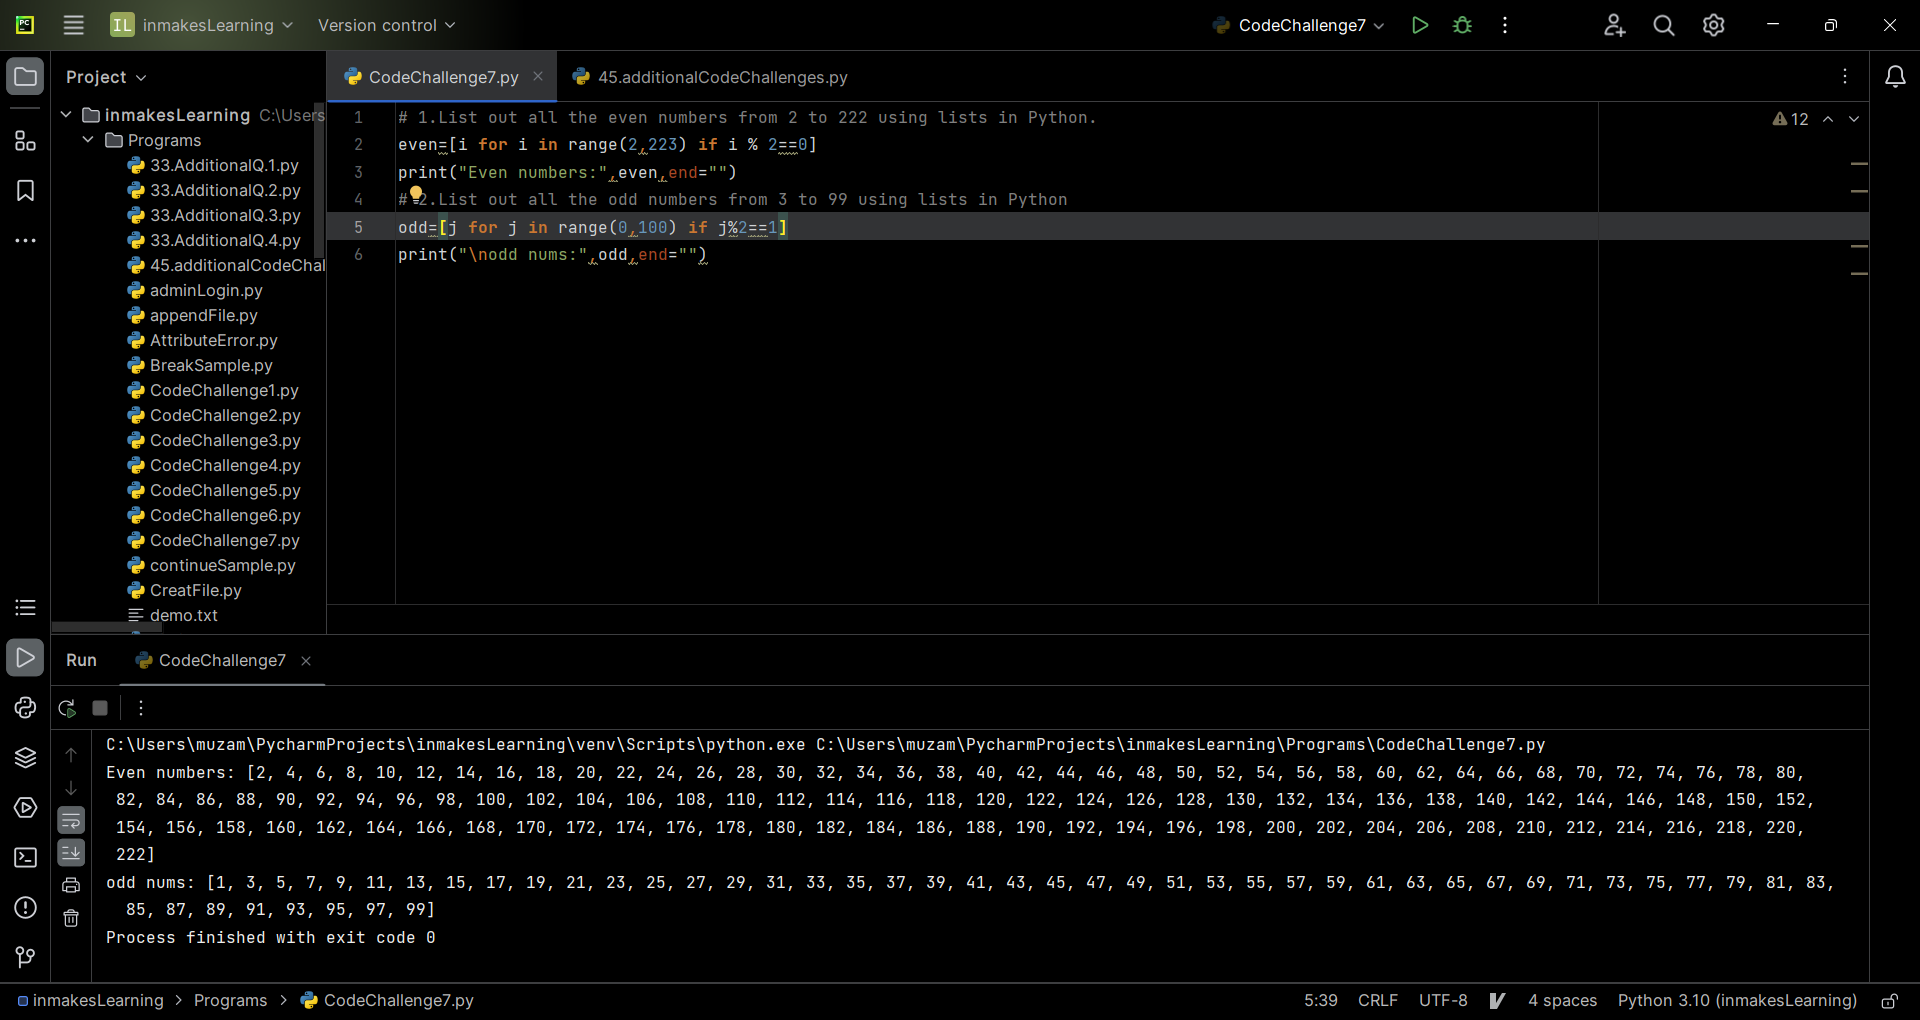 PC
IL inmakesLearning Version control CodeChallenge7
Project
CodeChallenge7.py 45.additionalCodeChallenges.py
inmakesLearning C:\Users
Programs
33.AdditionalQ.1.py
33.AdditionalQ.2.py
33.AdditionalQ.3.py
33.AdditionalQ.4.py
45.additionalCodeChal
adminLogin.py
appendFile.py
AttributeError.py
BreakSample.py
CodeChallenge1.py
CodeChallenge2.py
CodeChallenge3.py
CodeChallenge4.py
CodeChallenge5.py
CodeChallenge6.py
CodeChallenge7.py
continueSample.py
CreatFile.py
demo.txt
12
1 # 1.List out all the even numbers from 2 to 222 using lists in Python.
2 even=[i for i in range(2,223) if i % 2==0]
3 print("Even numbers:",even,end="")
4 # 2.List out all the odd numbers from 3 to 99 using lists in Python
5 odd=[j for j in range(0,100) if j%2==1]
6 print("\nodd nums:",odd,end="")
Run CodeChallenge7
C:\Users\muzam\PycharmProjects\inmakesLearning\venv\Scripts\python.exe C:\Users\muzam\PycharmProjects\inmakesLearning\Programs\CodeChallenge7.py
Even numbers: [2, 4, 6, 8, 10, 12, 14, 16, 18, 20, 22, 24, 26, 28, 30, 32, 34, 36, 38, 40, 42, 44, 46, 48, 50, 52, 54, 56, 58, 60, 62, 64, 66, 68, 70, 72, 74, 76, 78, 80,
82, 84, 86, 88, 90, 92, 94, 96, 98, 100, 102, 104, 106, 108, 110, 112, 114, 116, 118, 120, 122, 124, 126, 128, 130, 132, 134, 136, 138, 140, 142, 144, 146, 148, 150, 152,
154, 156, 158, 160, 162, 164, 166, 168, 170, 172, 174, 176, 178, 180, 182, 184, 186, 188, 190, 192, 194, 196, 198, 200, 202, 204, 206, 208, 210, 212, 214, 216, 218, 220,
222]
odd nums: [1, 3, 5, 7, 9, 11, 13, 15, 17, 19, 21, 23, 25, 27, 29, 31, 33, 35, 37, 39, 41, 43, 45, 47, 49, 51, 53, 55, 57, 59, 61, 63, 65, 67, 69, 71, 73, 75, 77, 79, 81, 83,
85, 87, 89, 91, 93, 95, 97, 99]
Process finished with exit code 0
inmakesLearning > Programs > CodeChallenge7.py 5:39 CRLF UTF-8 4 spaces Python 3.10 (inmakesLearning)